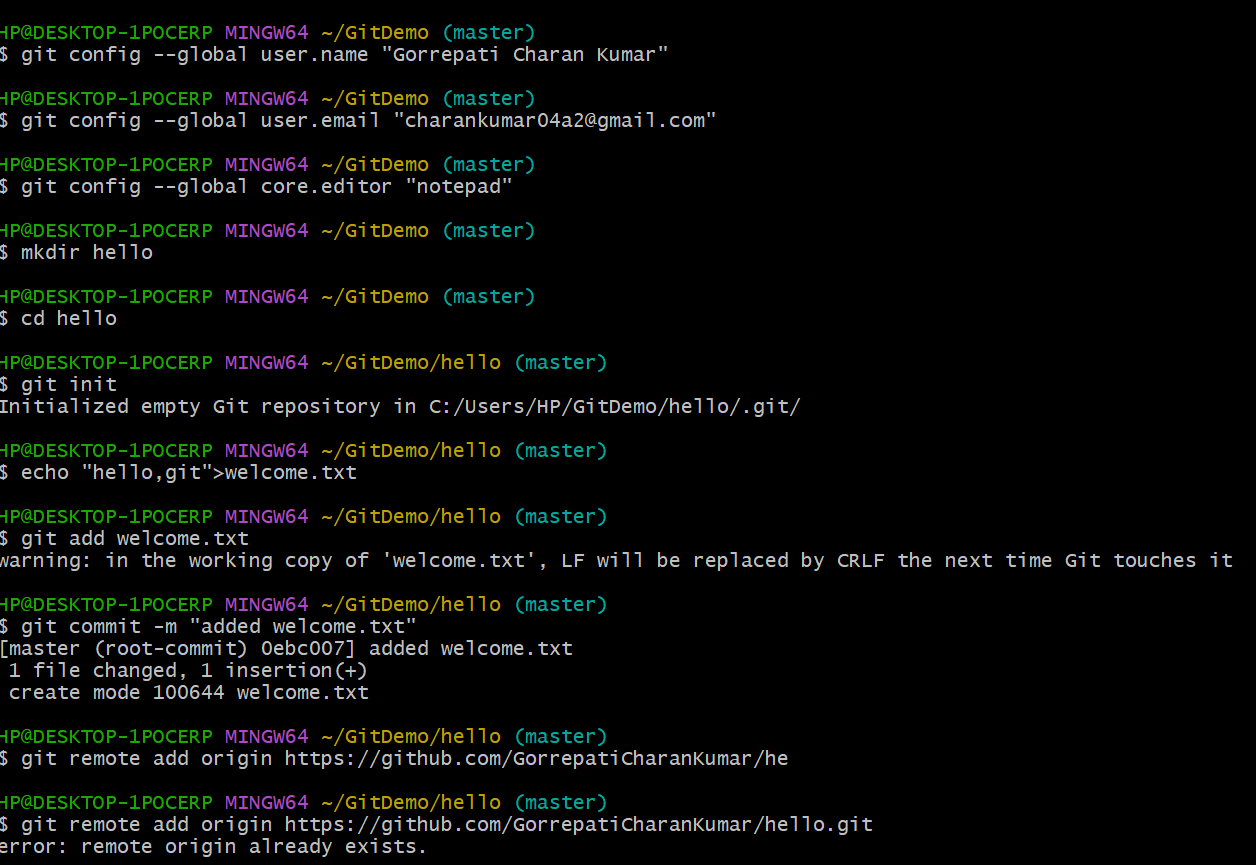 HP@DESKTOP-1POCERP MINGW64 ~/GitDemo (master)
$ git config --global user.name "Gorrepati Charan Kumar"
HP@DESKTOP-1POCERP MINGW64 ~/GitDemo (master)
$ git config --global user.email "charankumar04a2@gmail.com"
HP@DESKTOP-1POCERP MINGW64 ~/GitDemo (master)
$ git config --global core.editor "notepad"
HP@DESKTOP-1POCERP MINGW64 ~/GitDemo (master)
$ mkdir hello
HP@DESKTOP-1POCERP MINGW64 ~/GitDemo (master)
$ cd hello
HP@DESKTOP-1POCERP MINGW64 ~/GitDemo/hello (master)
$ git init
Initialized empty Git repository in C:/Users/HP/GitDemo/hello/.git/
HP@DESKTOP-1POCERP MINGW64 ~/GitDemo/hello (master)
$ echo "hello,git">welcome.txt
HP@DESKTOP-1POCERP MINGW64 ~/GitDemo/hello (master)
$ git add welcome.txt
warning: in the working copy of 'welcome.txt', LF will be replaced by CRLF the next time Git touches it
HP@DESKTOP-1POCERP MINGW64 ~/GitDemo/hello (master)
$ git commit -m "added welcome.txt"
[master (root-commit) 0ebc007] added welcome.txt
1 file changed, 1 insertion(+)
create mode 100644 welcome.txt
HP@DESKTOP-1POCERP MINGW64 ~/GitDemo/hello (master)
$ git remote add origin https://github.com/GorrepatiCharanKumar/he
HP@DESKTOP-1POCERP MINGW64 ~/GitDemo/hello (master)
$ git remote add origin https://github.com/GorrepatiCharanKumar/hello.git
error: remote origin already exists.